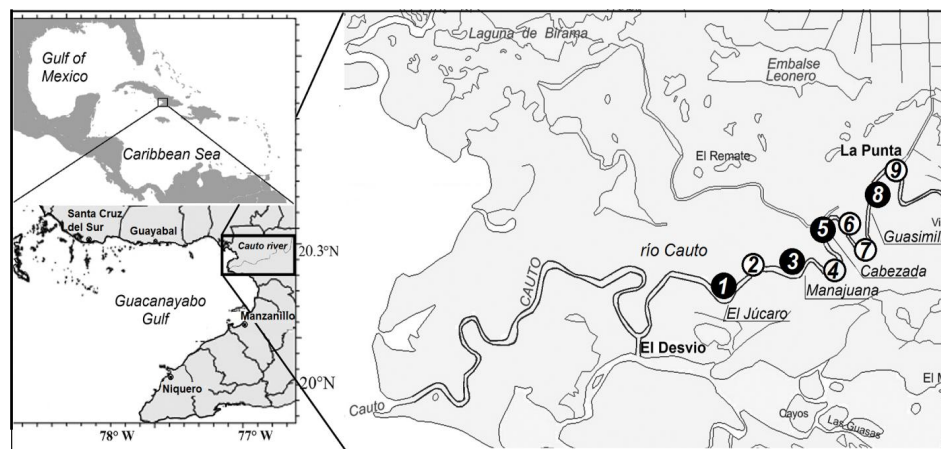 Gulf of
Mexico
Caribbean Sea
Santa Cruz
del Sur
Guayabal
Cauto river
20.3°N
Guacanayabo
Gulf
Manzanillo
Niquero
20°N
78° W
77° W
Laguna de Birama
Embalse
Leonero
El Remate
La Punta
9
8
Guasimil
5
6
7
Cabezada
río Cauto
1
2
3
4
Manajuana
El Júcaro
CAUTO
El Desvio
Cauto
Cayos
Las Guasas
El M